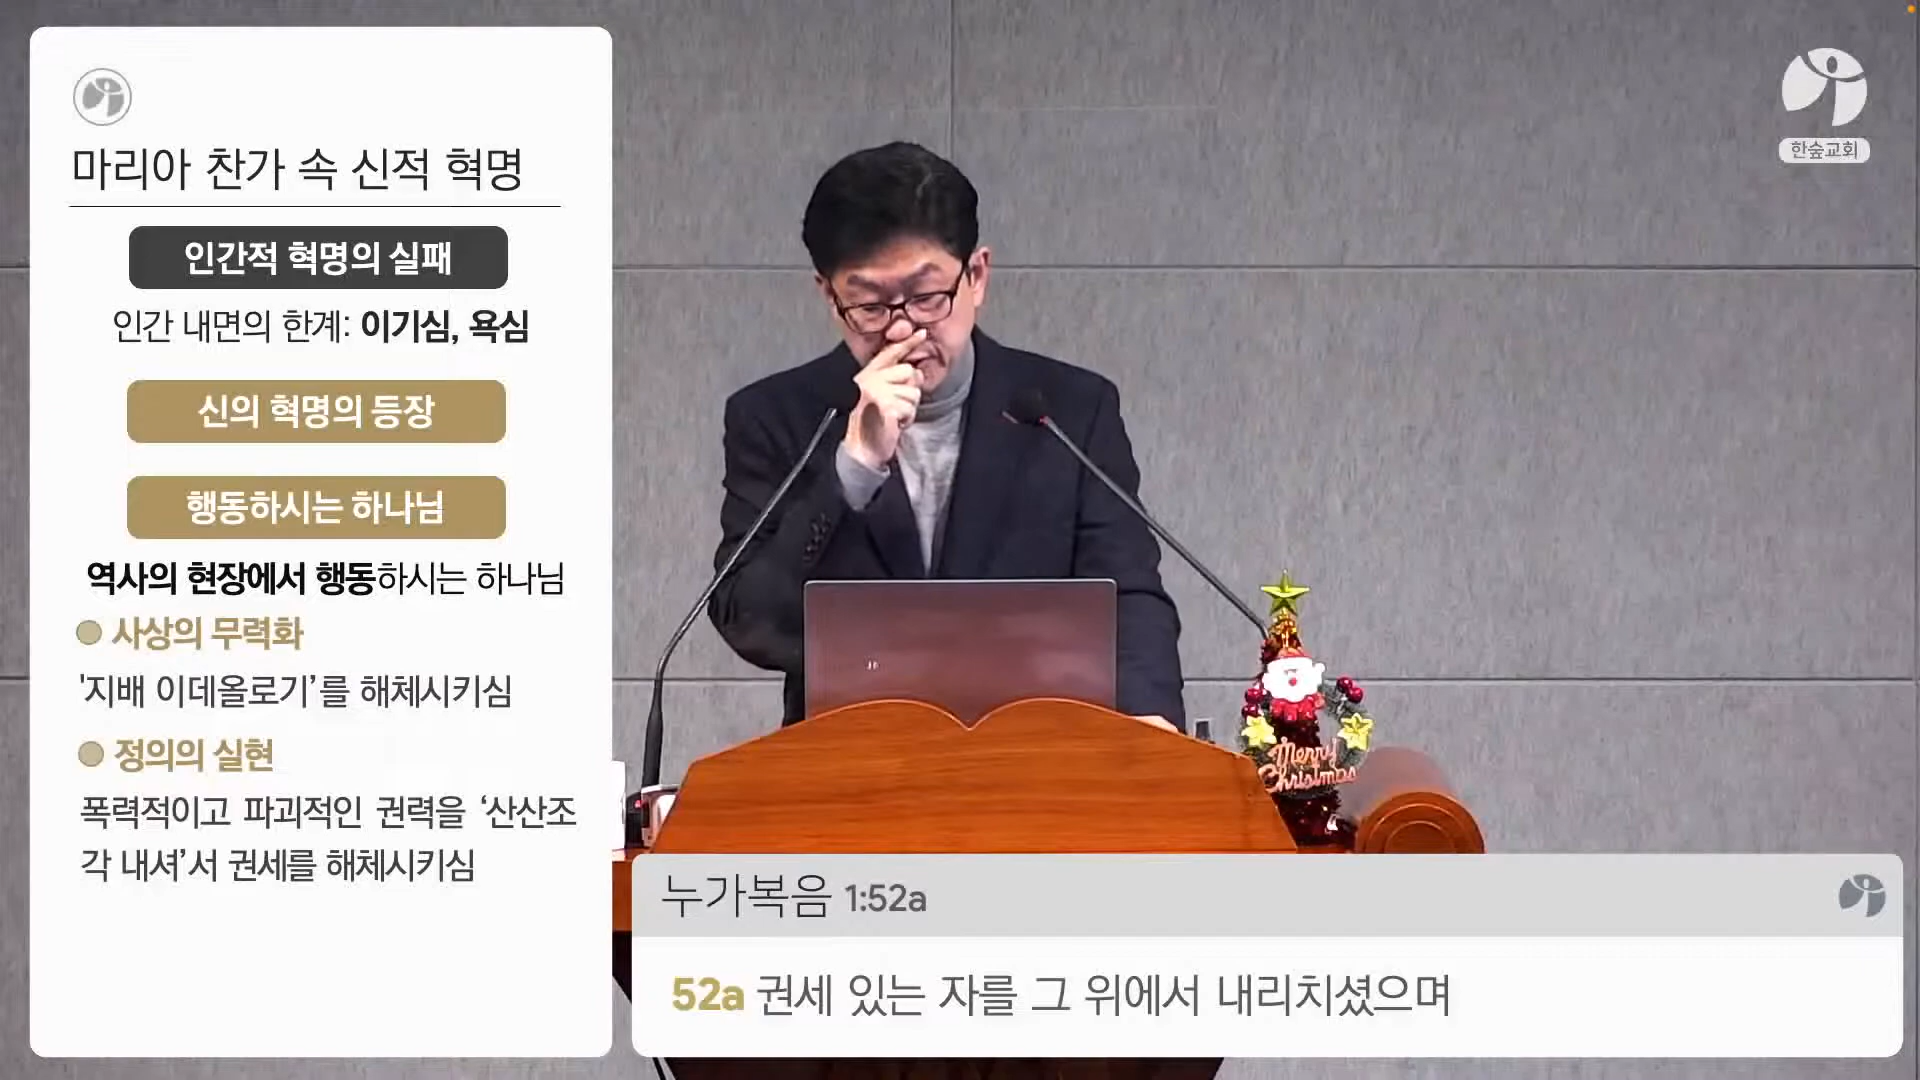 마리아 찬가 속 신적 혁명
인간적 혁명의 실패
인간 내면의 한계: 이기심, 욕심
신의 혁명의 등장
행동하시는 하나님
역사의 현장에서 행동하시는 하나님
사상의 무력화
'지배 이데올로기’를 해체시키심
정의의 실현
폭력적이고 파괴적인 권력을 ‘산산조
각 내셔’서 권세를 해체시키심
한숲교회
Merry
Christmas
누가복음 1:52a
52a 권세 있는 자를 그 위에서 내리치셨으며